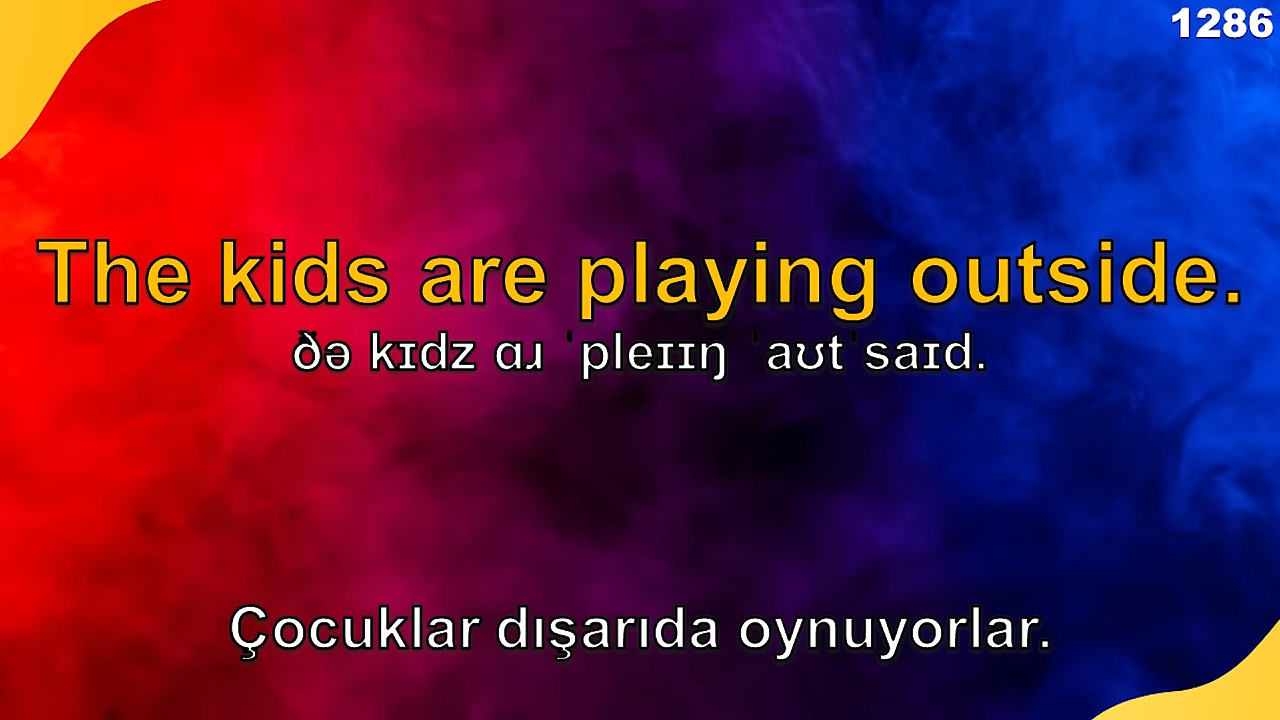 1286
The kids are playing outside.
ðə kɪdz ɑɹ ˈpleɪɪŋ ˈaʊtˈsaɪd.
Çocuklar dışarıda oynuyorlar.